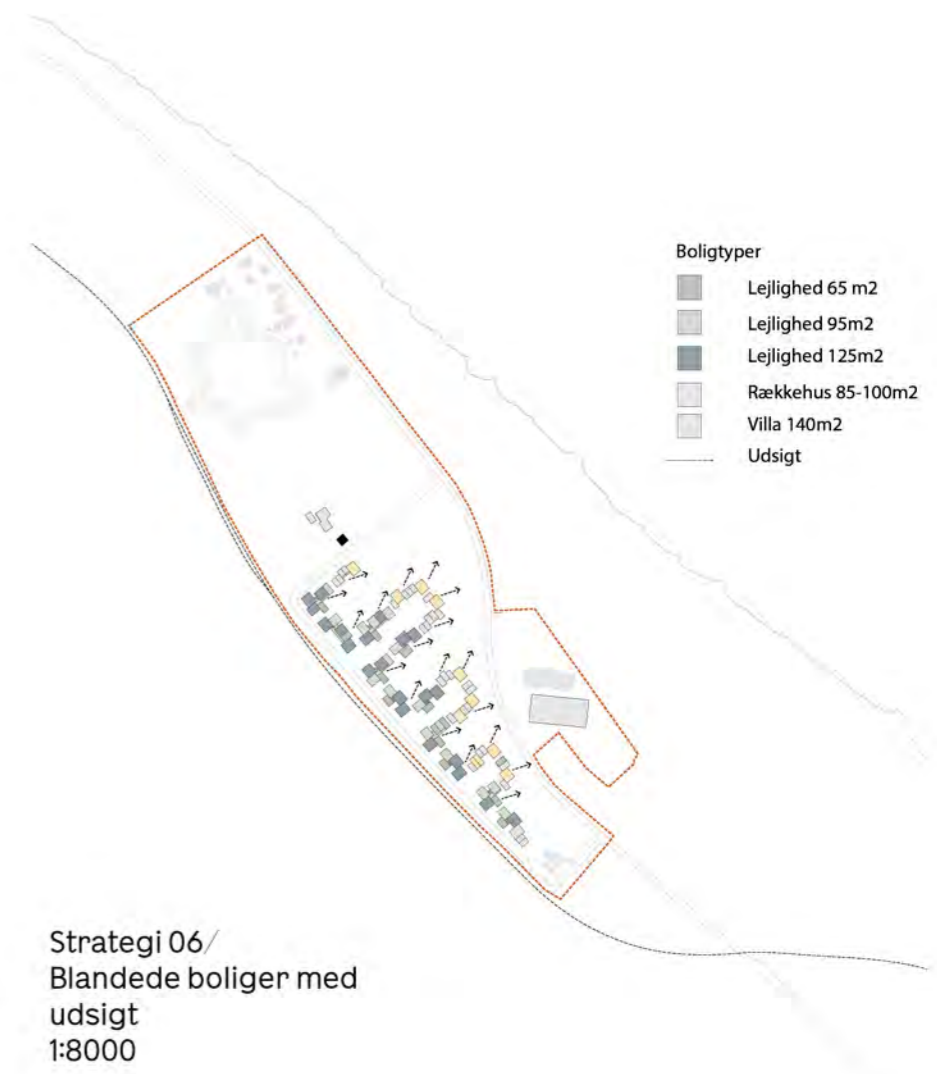 Boligtyper
Lejlighed 65 m2
Lejlighed 95m2
Lejlighed 125m2
Rækkehus 85-100m2
Villa 140m2
Udsigt
Strategi 06/
Blandede boliger med
udsigt
1:8000